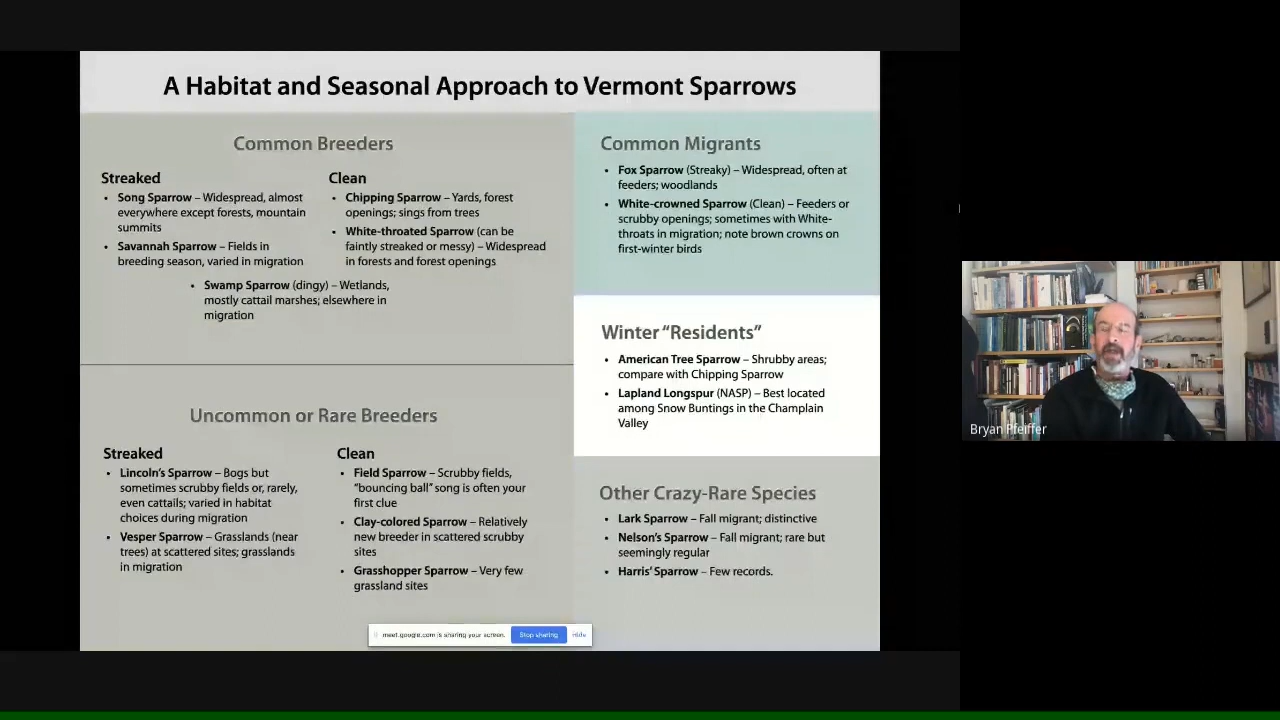 A Habitat and Seasonal Approach to Vermont Sparrows
Common Breeders
Streaked
• Song Sparrow – Widespread, almost
everywhere except forests, mountain
summits
• Savannah Sparrow – Fields in
breeding season, varied in migration
Clean
• Chipping Sparrow – Yards, forest
openings; sings from trees
• White-throated Sparrow (can be
faintly streaked or messy) – Widespread
in forests and forest openings
• Swamp Sparrow (dingy) – Wetlands,
mostly cattail marshes; elsewhere in
migration
Uncommon or Rare Breeders
Streaked
• Lincoln's Sparrow – Bogs but
sometimes scrubby fields or, rarely,
even cattails; varied in habitat
choices during migration
• Vesper Sparrow – Grasslands (near
trees) at scattered sites; grasslands
in migration
Clean
• Field Sparrow – Scrubby fields,
"bouncing ball" song is often your
first clue
• Clay-colored Sparrow – Relatively
new breeder in scattered scrubby
sites
• Grasshopper Sparrow – Very few
grassland sites
Common Migrants
• Fox Sparrow (Streaky) – Widespread, often at
feeders; woodlands
• White-crowned Sparrow (Clean) – Feeders or
scrubby openings; sometimes with White-
throats in migration; note brown crowns on
first-winter birds
Winter "Residents"
• American Tree Sparrow – Shrubby areas;
compare with Chipping Sparrow
• Lapland Longspur (NASP) – Best located
among Snow Buntings in the Champlain
Valley
Other Crazy-Rare Species
• Lark Sparrow – Fall migrant; distinctive
• Nelson's Sparrow – Fall migrant; rare but
seemingly regular
• Harris' Sparrow – Few records.
meet.google.com is sharing your screen. Stop sharing Hide
Bryan Pfeiffer